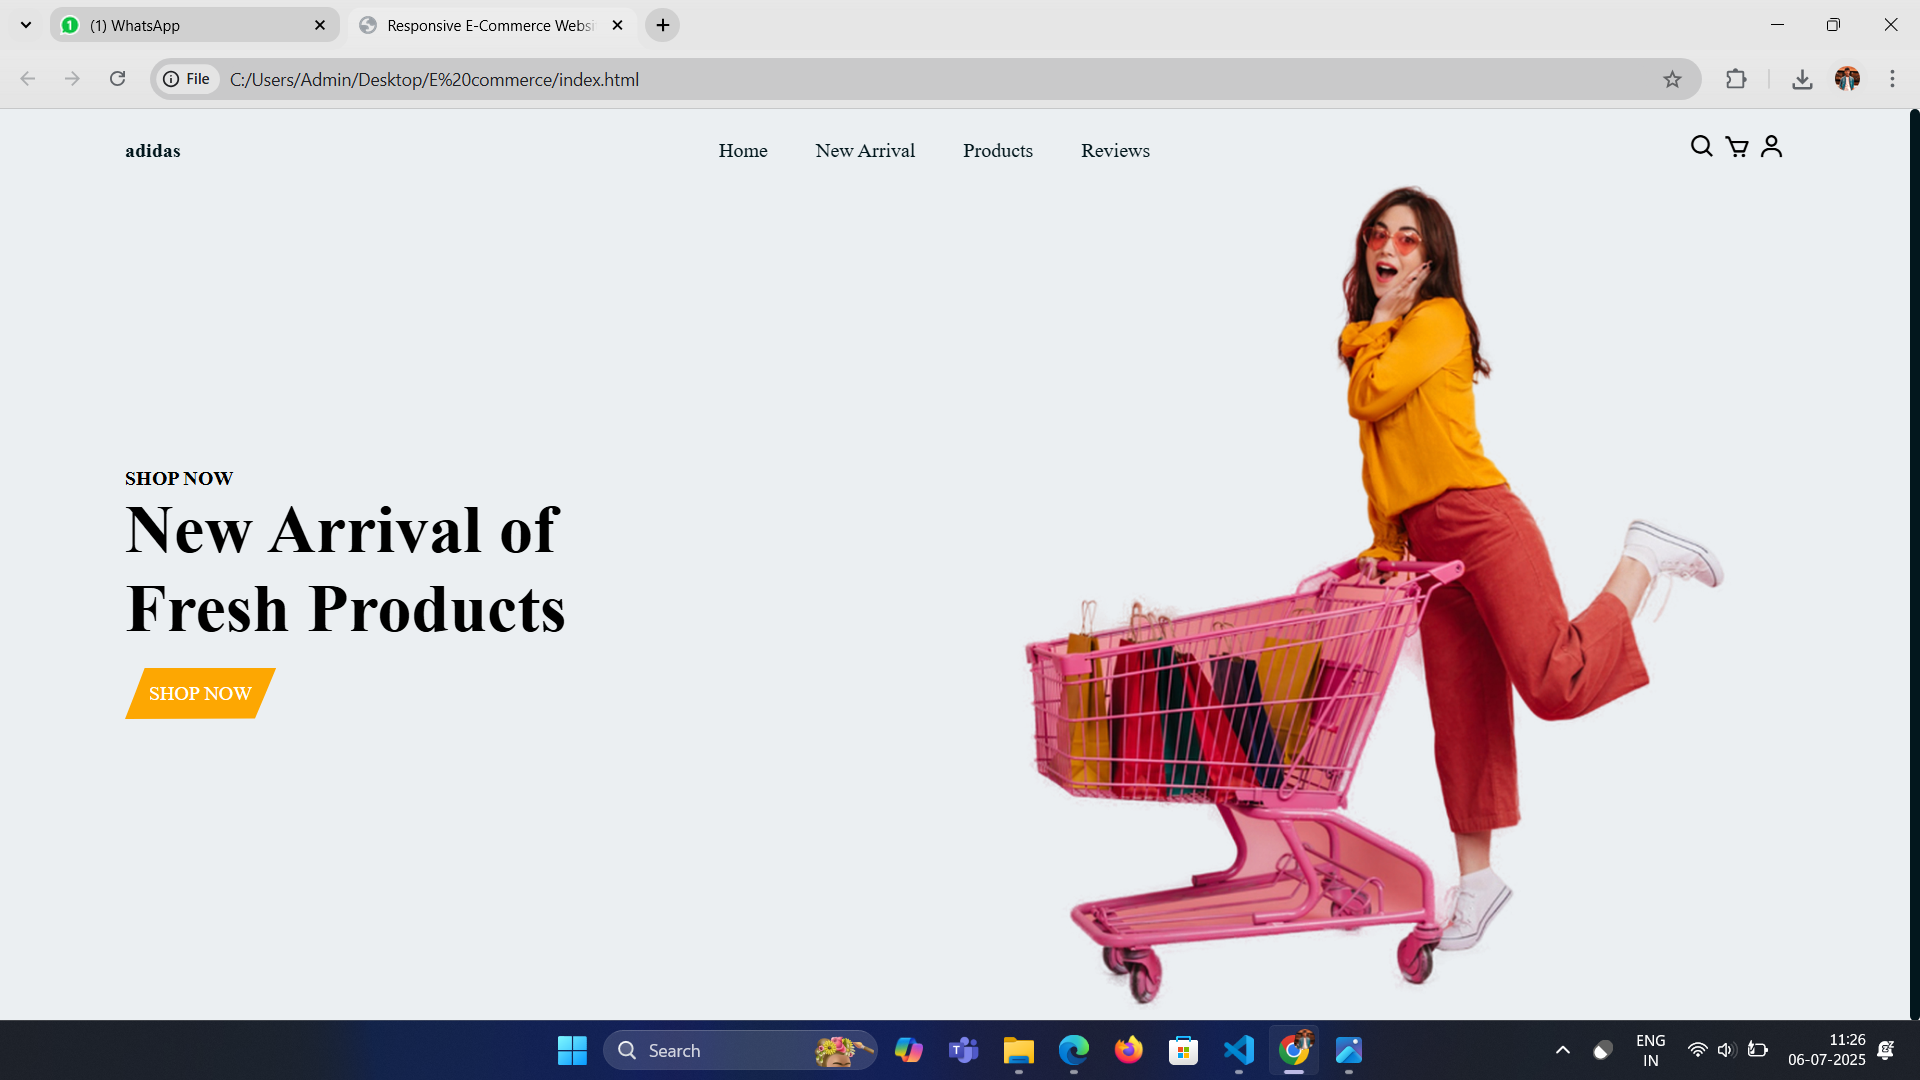 (1) WhatsApp
Responsive E-Commerce Websi
File
C:/Users/Admin/Desktop/E%20commerce/index.html
adidas
Home
New Arrival
Products
Reviews
SHOP NOW
New Arrival of
Fresh Products
SHOP NOW
Search
ENG
IN
11:26
06-07-2025